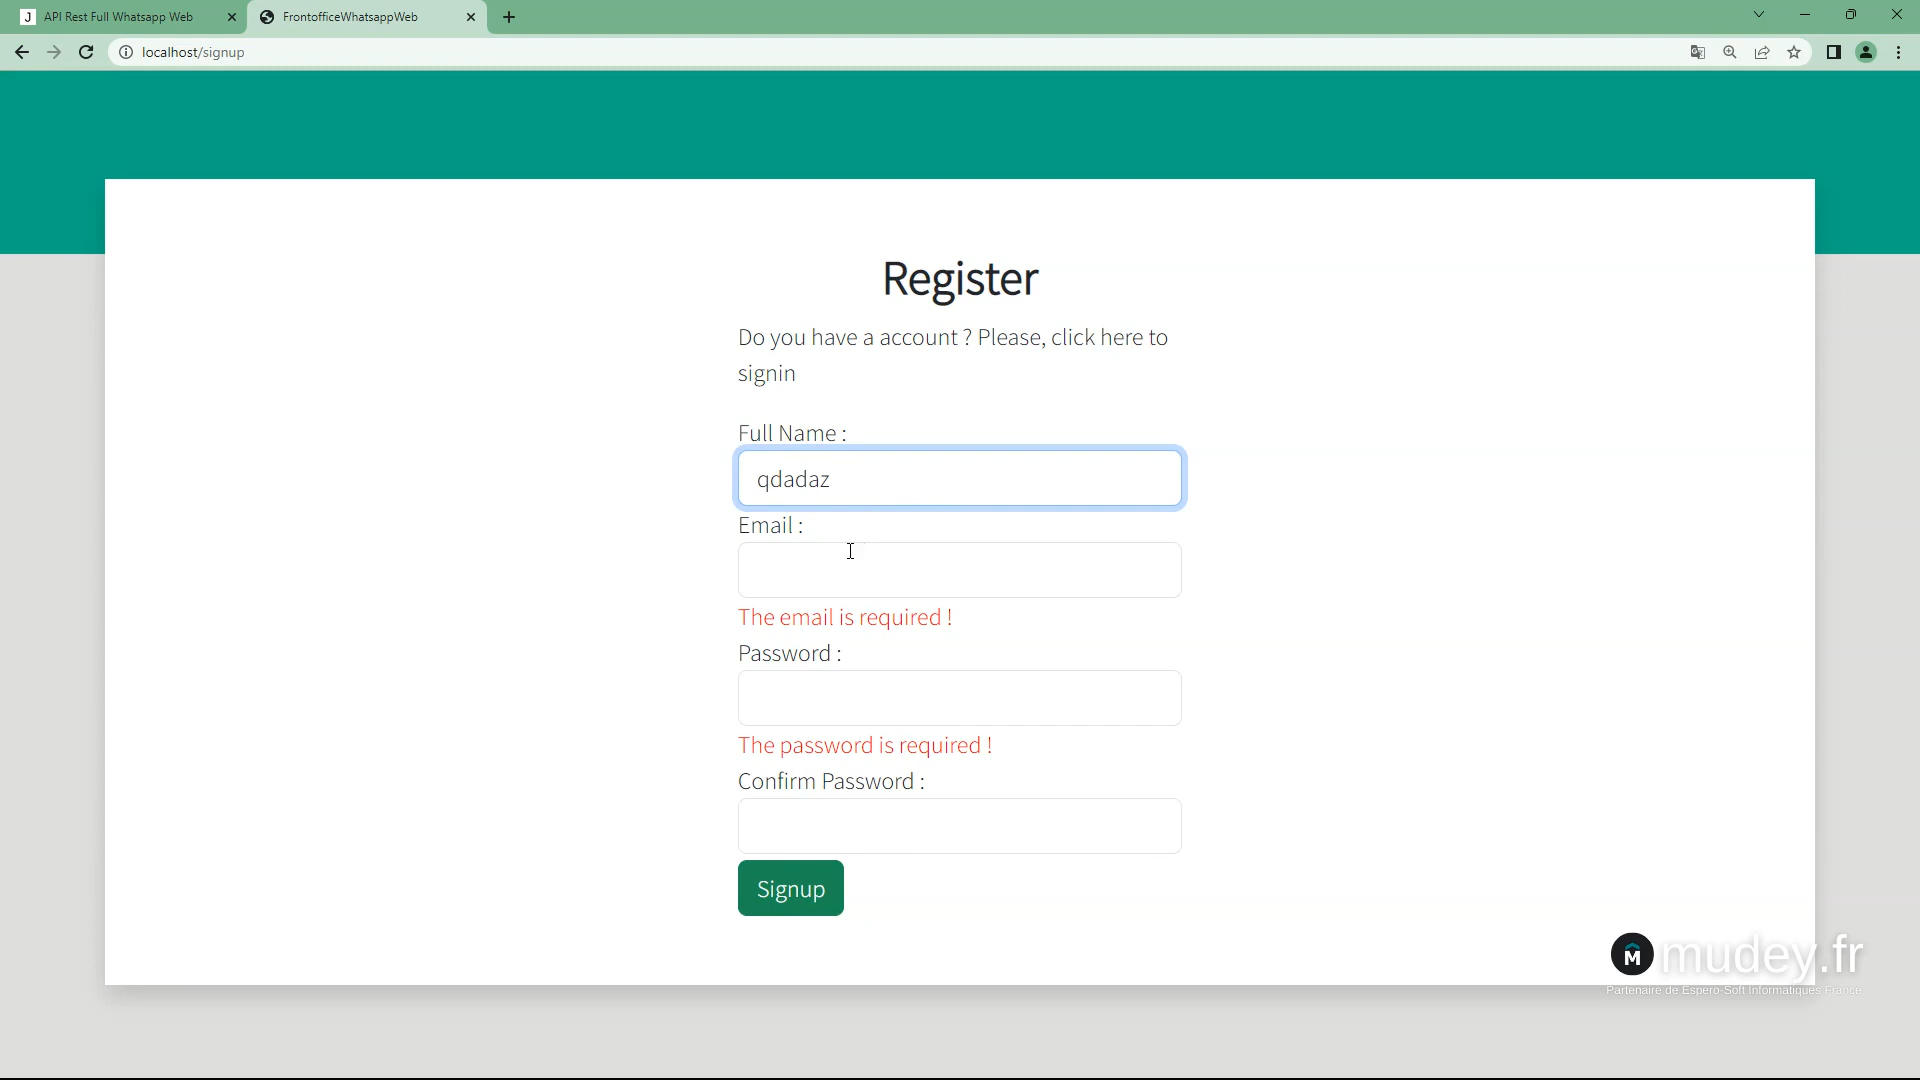 API Rest Full Whatsapp Web
FrontofficeWhatsappWeb
localhost/signup
Register
Do you have a account ? Please, click here to
signin
Full Name :
qdadaz
Email :
The email is required !
Password :
The password is required !
Confirm Password :
Signup
mudey.fr
Partenaire de Espero-Soft Informatiques France